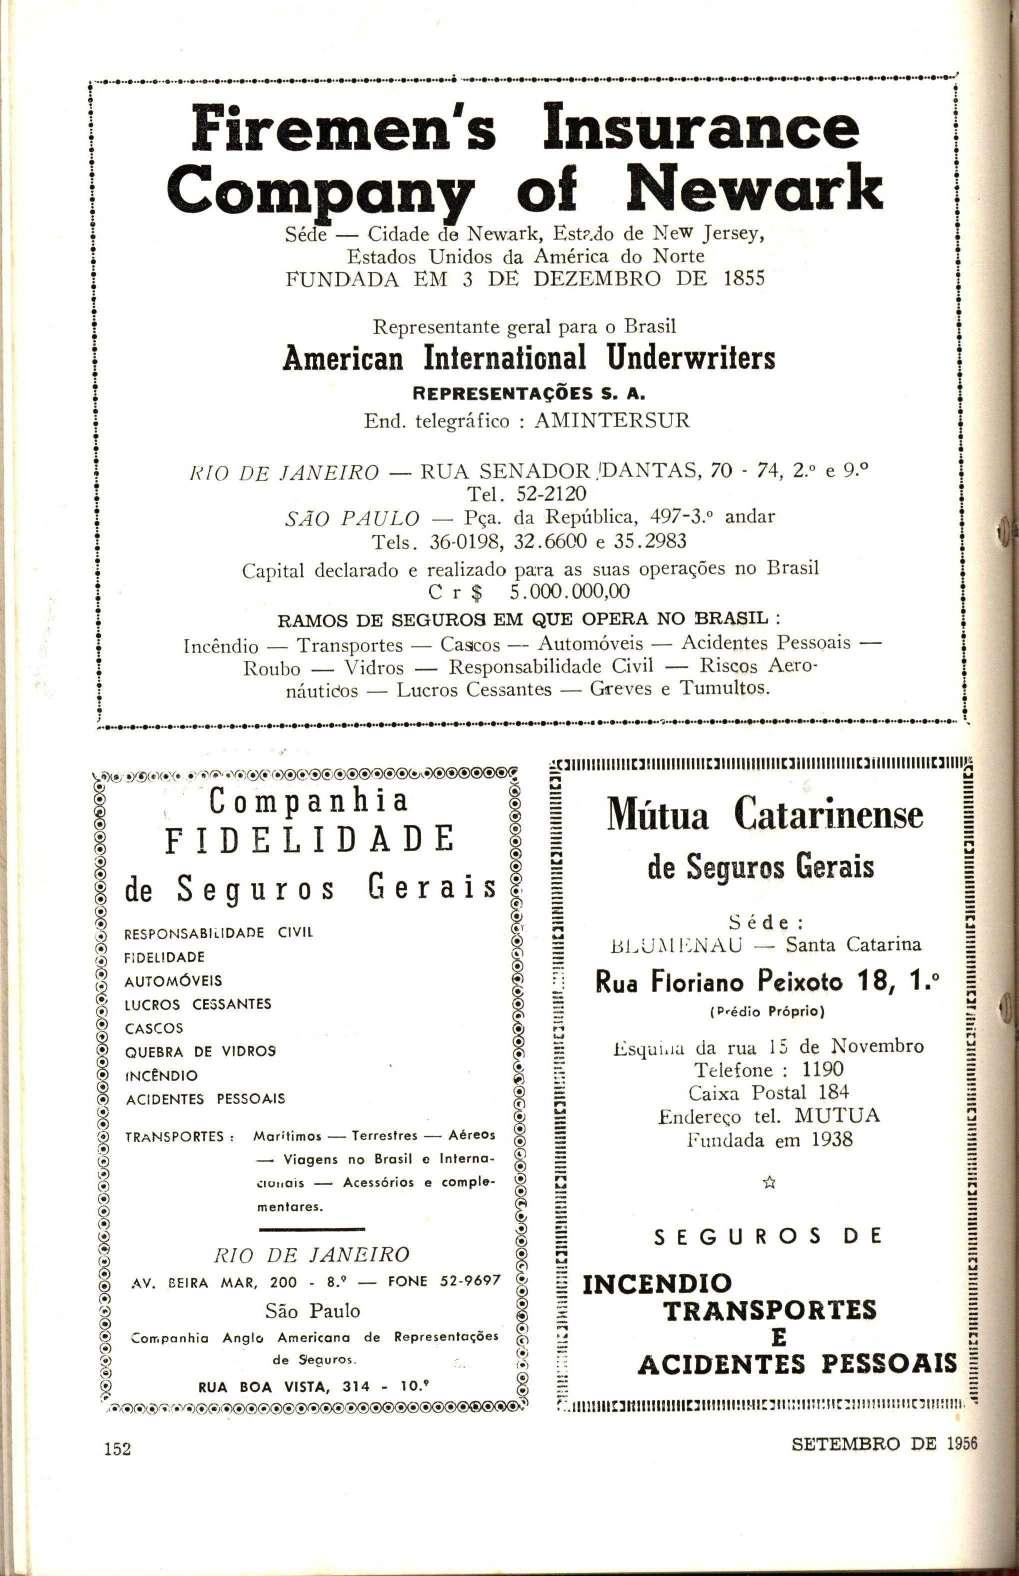 Firemen's Insurance
Company of Newark
Séde — Cidade de Newark, Estado de New Jersey,
Estados Unidos da América do Norte
FUNDADA EM 3 DE DEZEMBRO DE 1855
Representante geral para o Brasil
American International Underwriters
REPRESENTAÇÕES S. A.
End. telegráfico : AMINTERSUR
RIO DE JANEIRO — RUA SENADOR DANTAS, 70 - 74, 2.º e 9.º
Tel. 52-2120
SÃO PAULO — Pça. da República, 497-3.º andar
Tels. 36-0198, 32.6600 e 35.2983
Capital declarado e realizado para as suas operações no Brasil
Cr$ 5.000.000,00
RAMOS DE SEGUROS EM QUE OPERA NO BRASIL :
Incêndio — Transportes — Cascos — Automóveis — Acidentes Pessoais —
Roubo — Vidros — Responsabilidade Civil — Riscos Aero-
náuticos — Lucros Cessantes — Greves e Tumultos.
Companhia
FIDELIDADE
de Seguros Gerais
RESPONSABILIDADE CIVIL
FIDELIDADE
AUTOMÓVEIS
LUCROS CESSANTES
CASCOS
QUEBRA DE VIDROS
INCÊNDIO
ACIDENTES PESSOAIS
TRANSPORTES : Marítimos — Terrestres — Aéreos
— Viagens no Brasil e Interna-
cionais — Acessórios e comple-
mentares.
RIO DE JANEIRO
AV. BEIRA MAR, 200 - 8.º — FONE 52-9697
São Paulo
Companhia Anglo Americana de Representações
de Seguros.
RUA BOA VISTA, 314 - 10.º
Mútua Catarinense
de Seguros Gerais
Séde :
BLUMENAU — Santa Catarina
Rua Floriano Peixoto 18, 1.º
(Prédio Próprio)
Esquina da rua 15 de Novembro
Telefone : 1190
Caixa Postal 184
Endereço tel. MUTUA
Fundada em 1938
SEGUROS DE
INCENDIO
TRANSPORTES
E
ACIDENTES PESSOAIS
152
SETEMBRO DE 1956